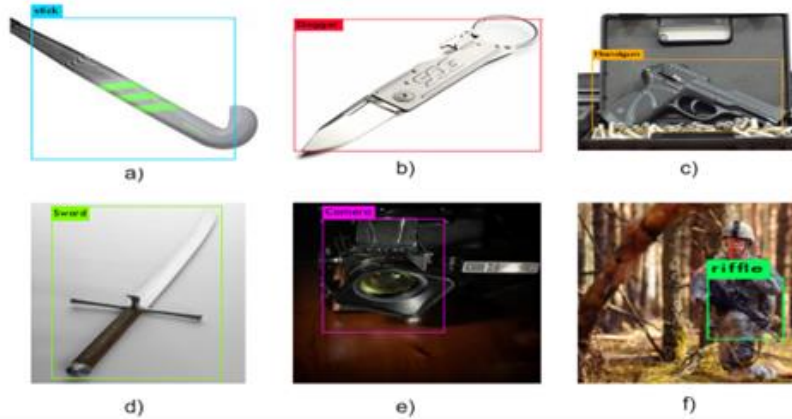 stick
Dagger
Handgun
a)
b)
c)
Sword
Camera
riffle
d)
e)
f)